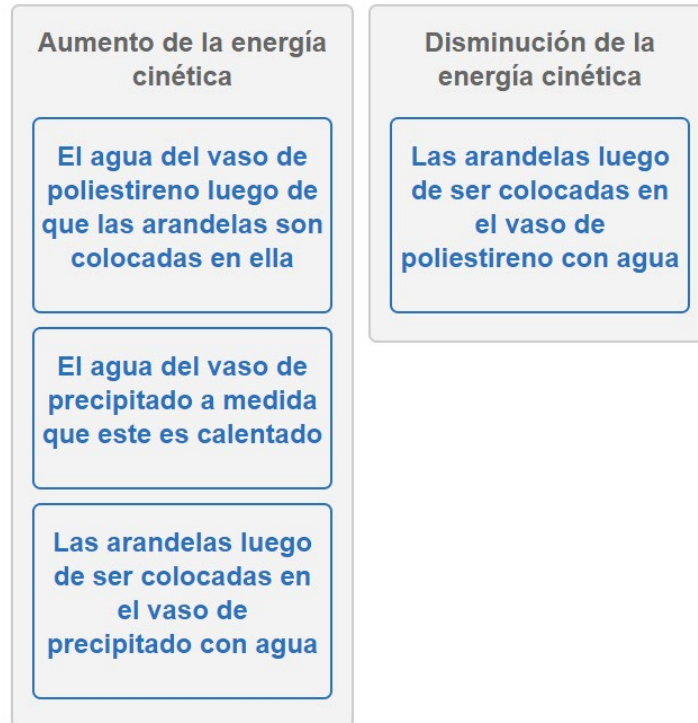 Aumento de la energía
cinética
El agua del vaso de
poliestireno luego de
que las arandelas son
colocadas en ella
El agua del vaso de
precipitado a medida
que este es calentado
Las arandelas luego
de ser colocadas en
el vaso de
precipitado con agua
Disminución de la
energía cinética
Las arandelas luego
de ser colocadas en
el vaso de
poliestireno con agua